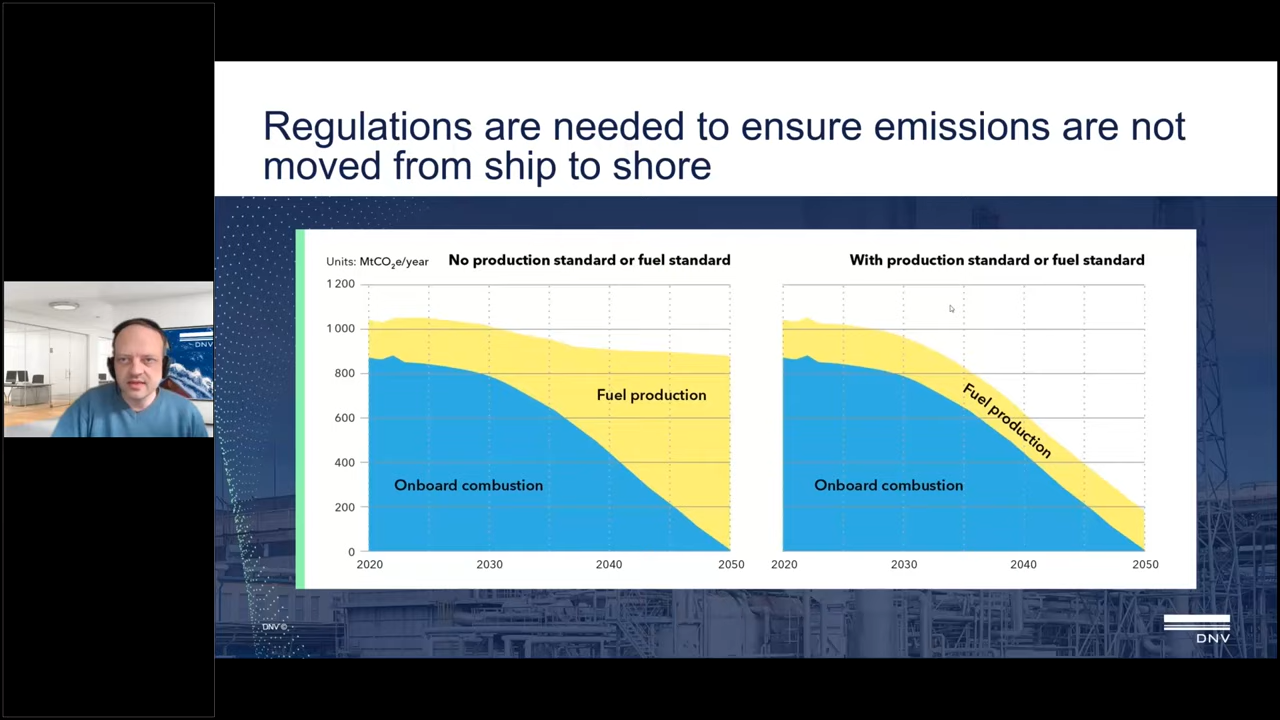 Regulations are needed to ensure emissions are not
moved from ship to shore
Units: MtCO2e/year
No production standard or fuel standard
1 200
1 000
800
600
400
200
0
Fuel production
Onboard combustion
2020
2030
2040
2050
With production standard or fuel standard
Fuel production
Onboard combustion
2020
2030
2040
2050
DNV ©
DNV
DNV